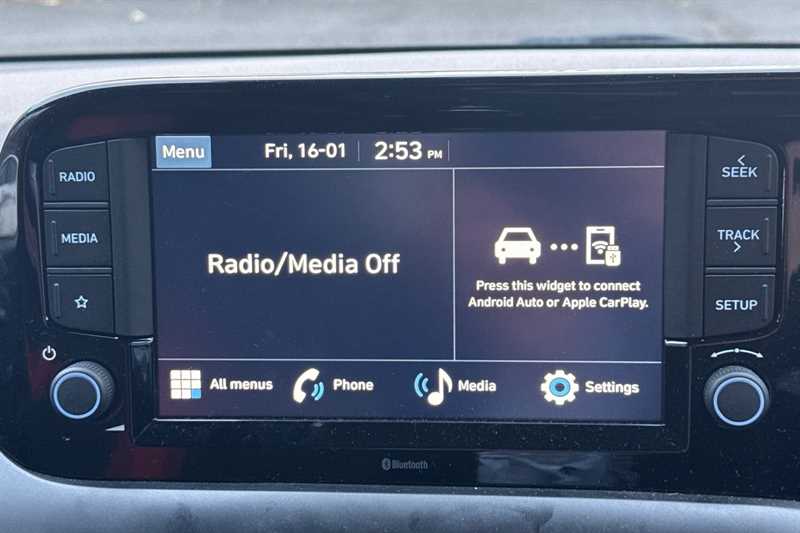 Menu
Fri, 16-01
2:53 PM
RADIO
MEDIA
Radio/Media Off
Press this widget to connect
Android Auto or Apple CarPlay.
SEEK
TRACK
SETUP
All menus
Phone
Media
Settings
Bluetooth